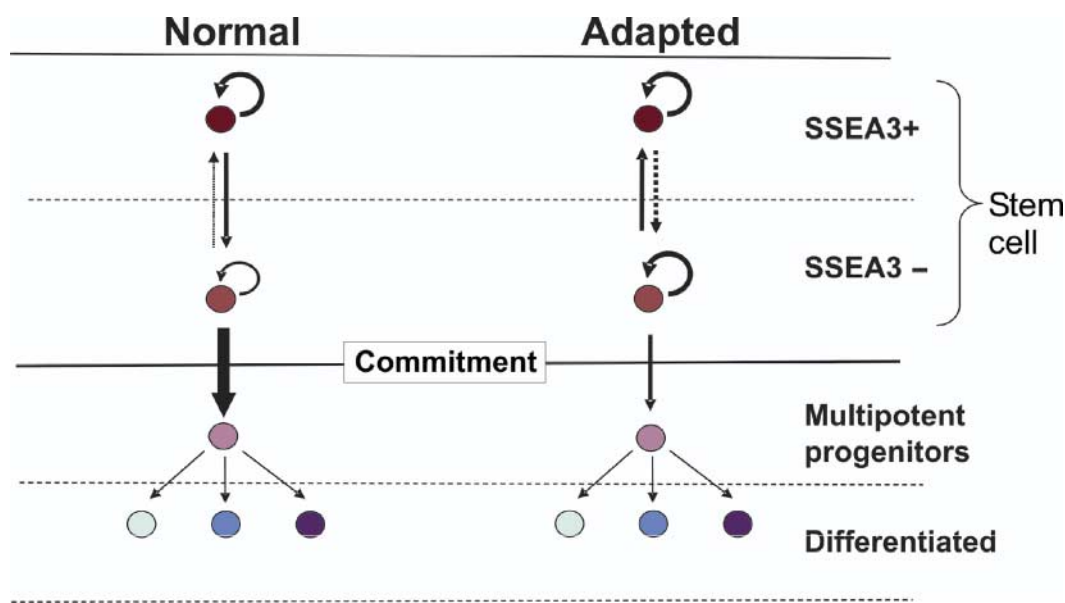 Normal Adapted
SSEA3+
Stem
cell
SSEA3 –
Commitment
Multipotent
progenitors
Differentiated